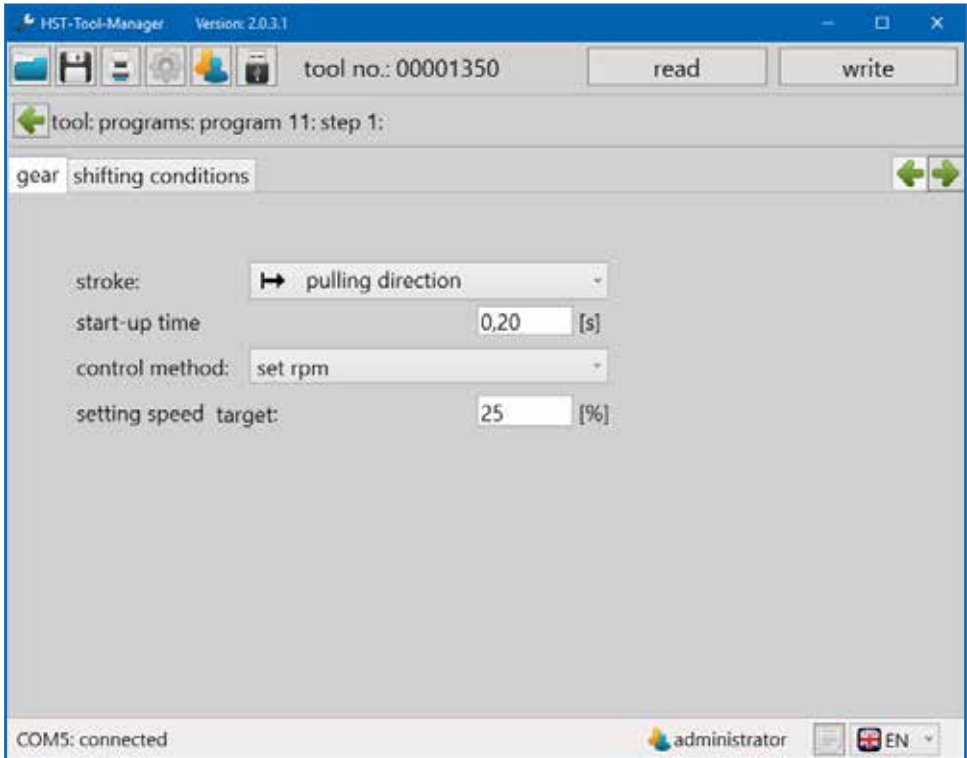 HST-Tool-Manager Version: 2.0.3.1
tool no.: 00001350 read write
tool: programs: program 11: step 1:
gear shifting conditions
stroke: pulling direction
start-up time 0,20 [s]
control method: set rpm
setting speed target: 25 [%]
COM5: connected administrator EN